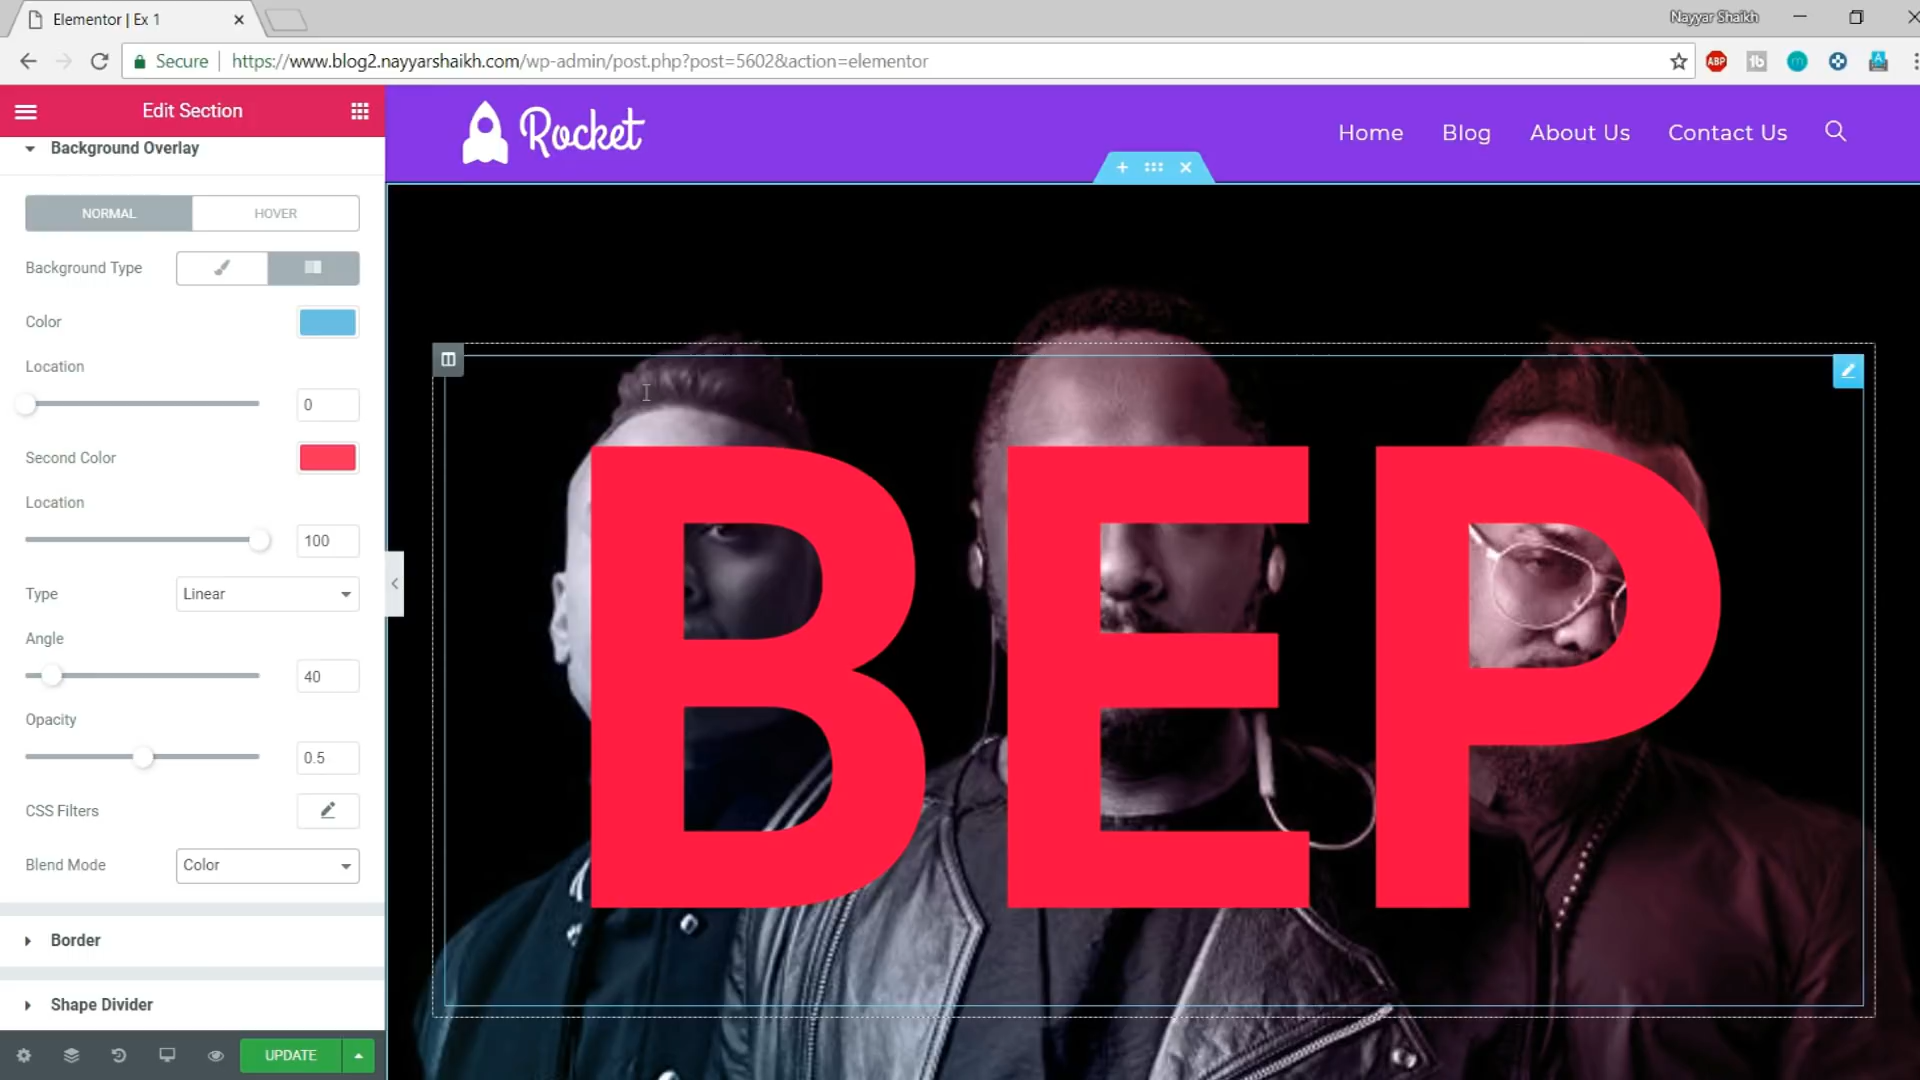 Elementor | Ex 1
Nayyar Shaikh
Secure
https://www.blog2.nayyarshaikh.com/wp-admin/post.php?post=5602&action=elementor
ABP
1b
Edit Section
Rocket
Home
Blog
About Us
Contact Us
Background Overlay
NORMAL
HOVER
Background Type
Color
Location
0
Second Color
Location
100
Type
Linear
Angle
40
Opacity
0.5
CSS Filters
Blend Mode
Color
Border
Shape Divider
UPDATE
BEP